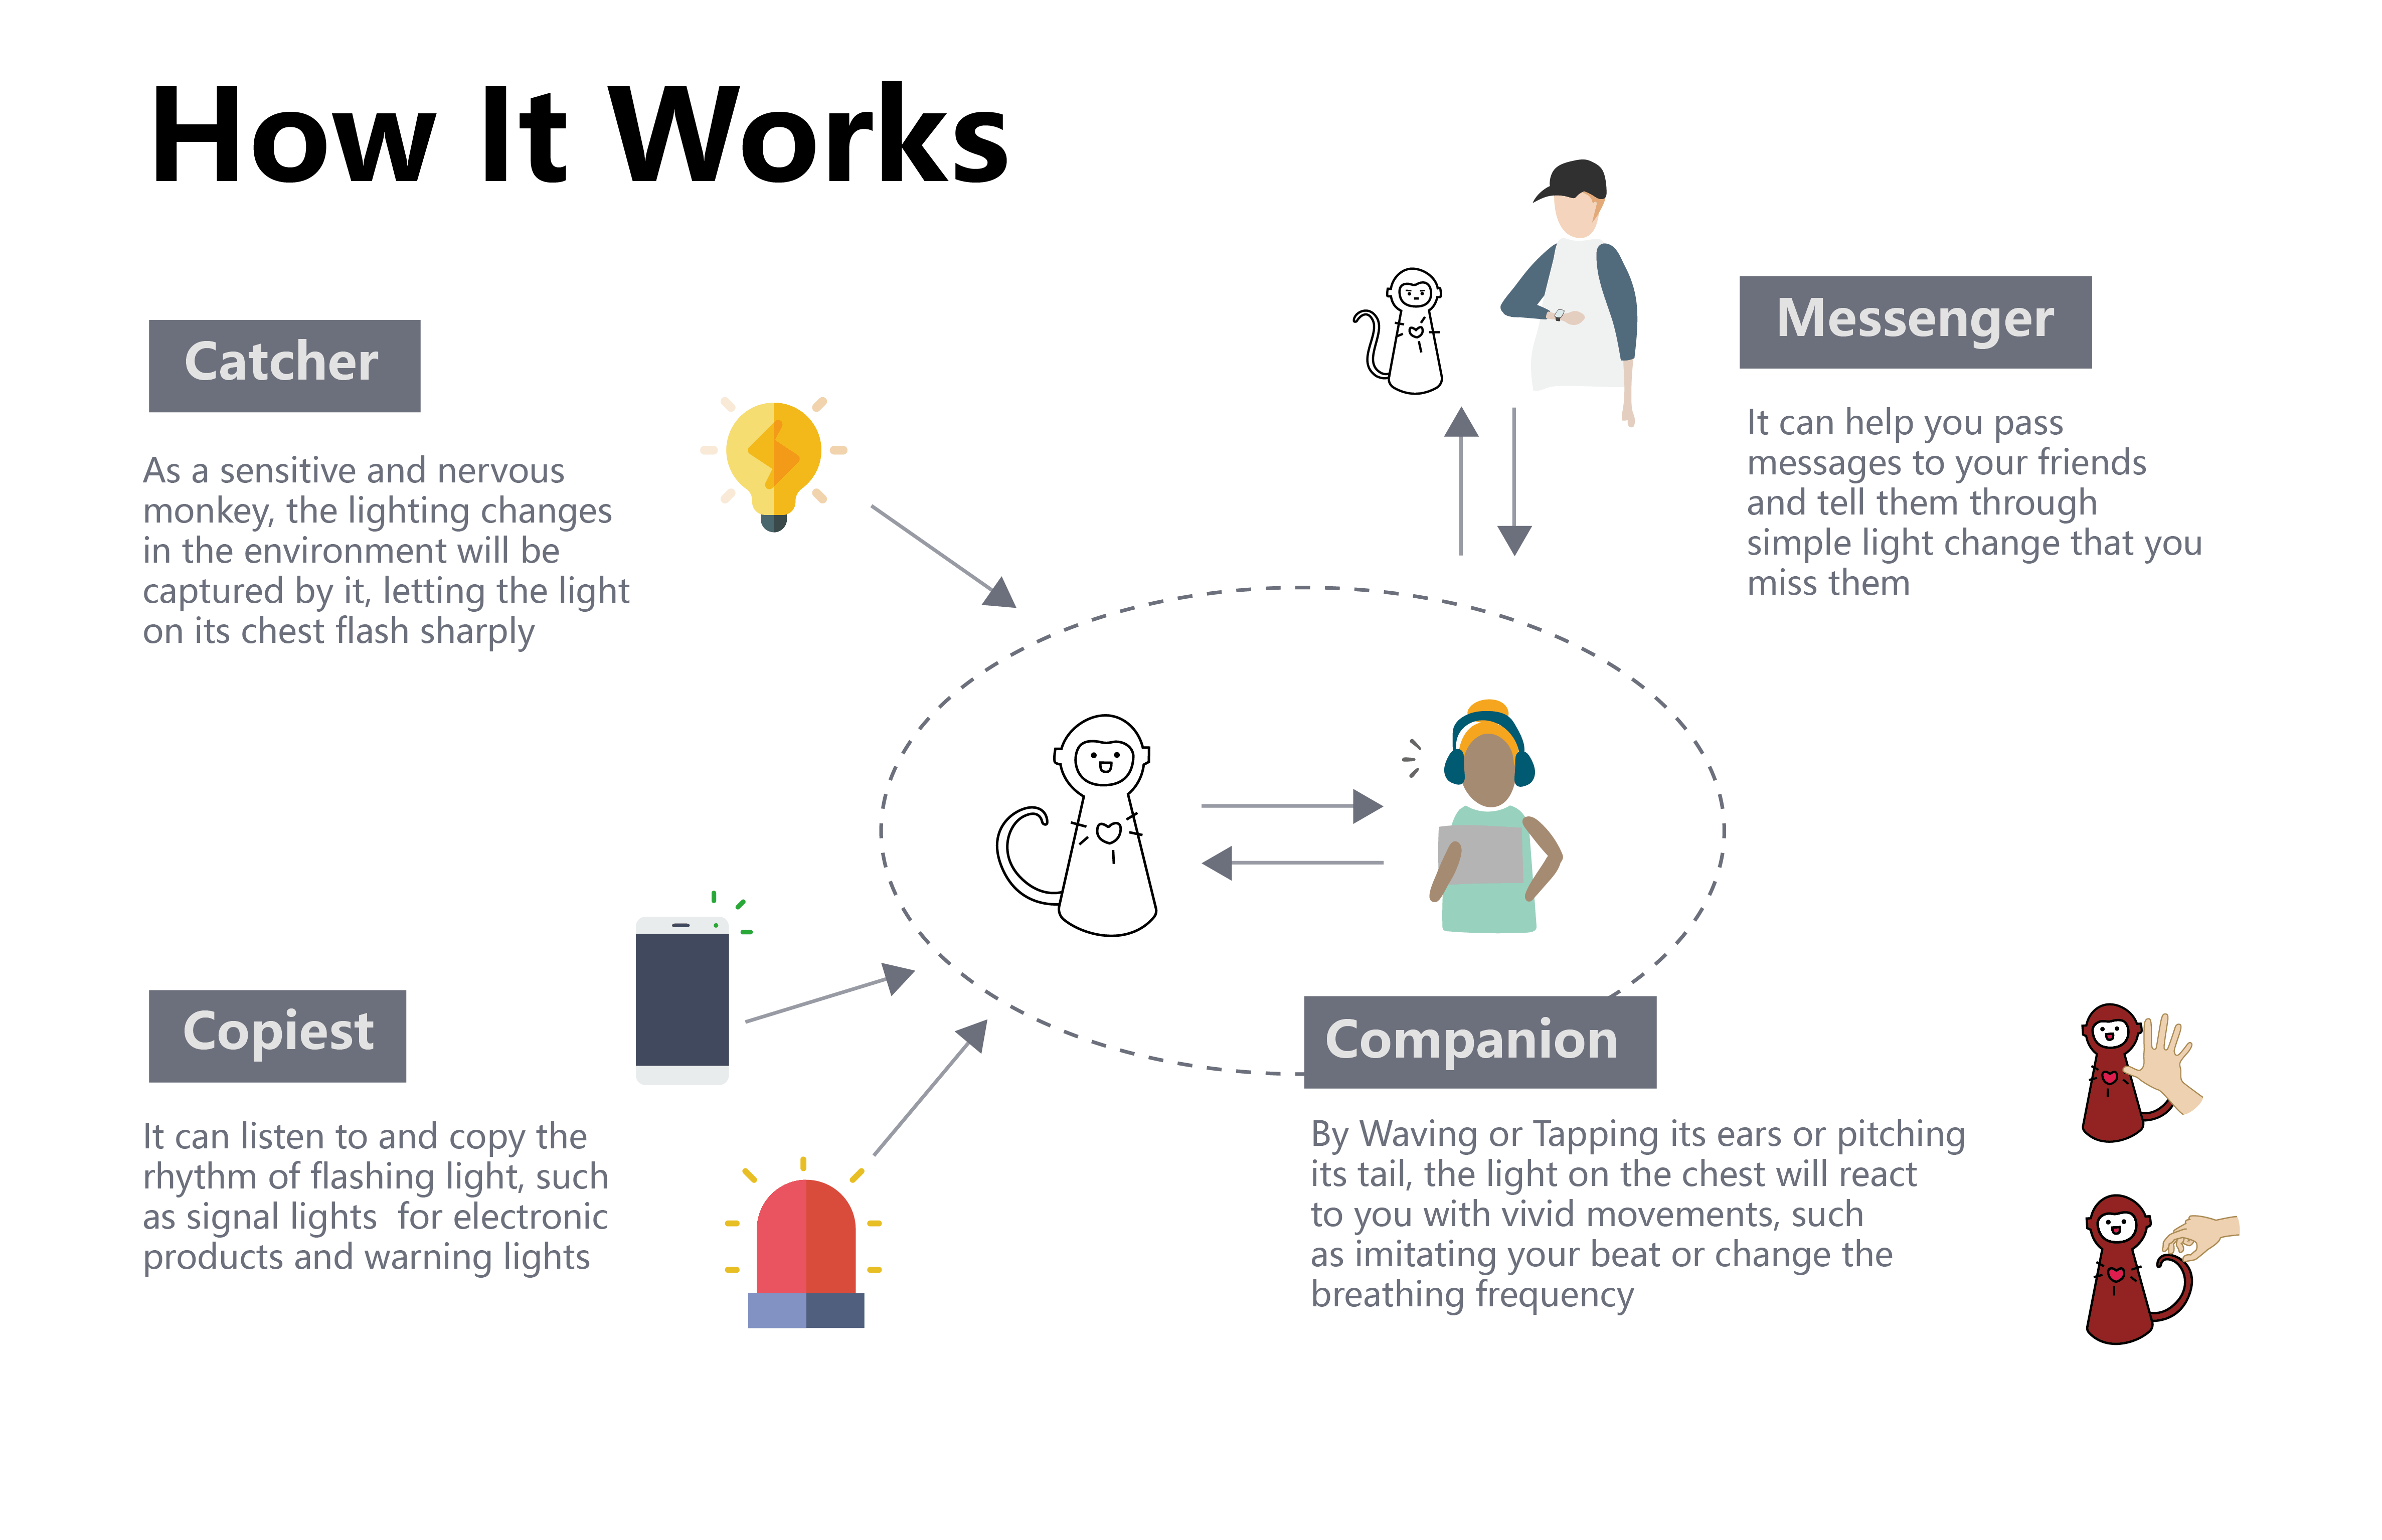 How It Works
Catcher
As a sensitive and nervous
monkey, the lighting changes
in the environment will be
captured by it, letting the light
on its chest flash sharply
Messenger
It can help you pass
messages to your friends
and tell them through
simple light change that you
miss them
Copiest
It can listen to and copy the
rhythm of flashing light, such
as signal lights  for electronic
products and warning lights
Companion
By Waving or Tapping its ears or pitching
its tail, the light on the chest will react
to you with vivid movements, such
as imitating your beat or change the
breathing frequency